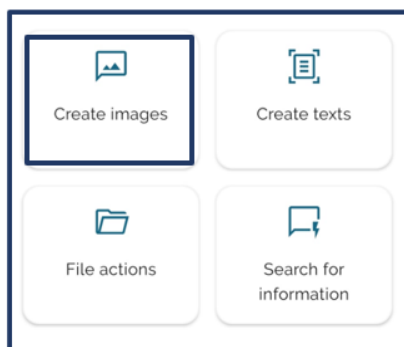 Create images
Create texts
File actions
Search for
information